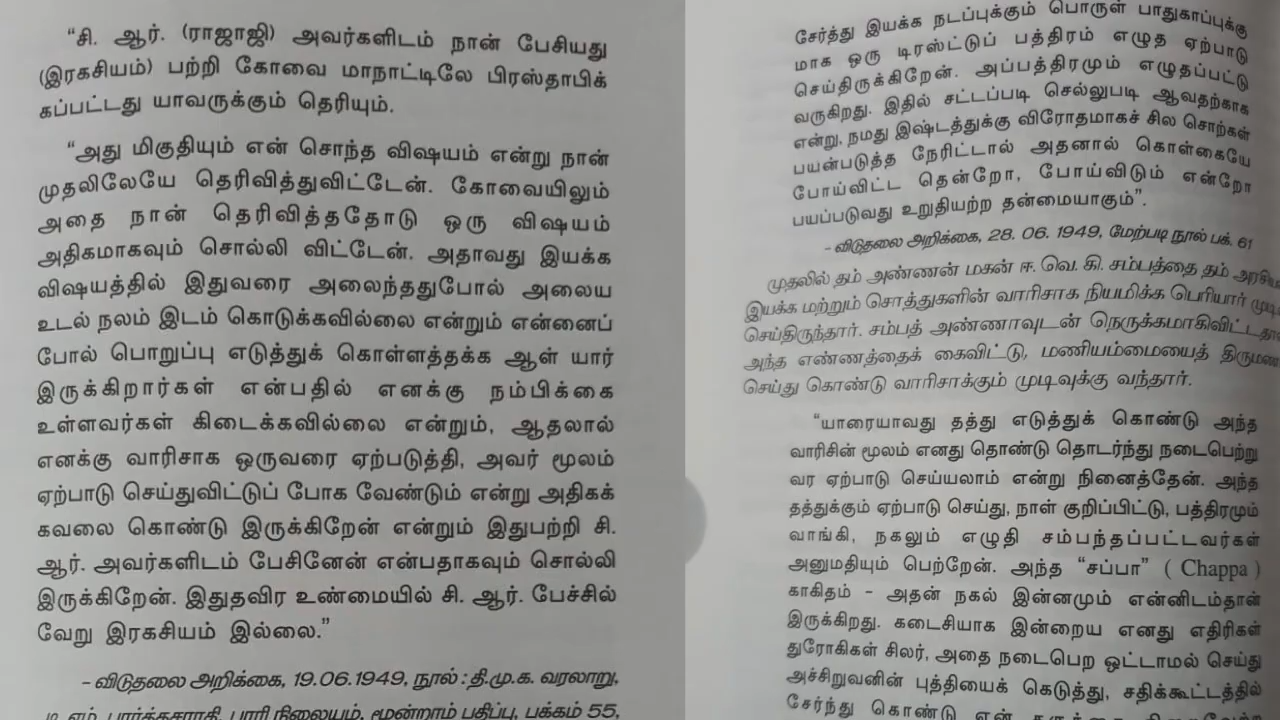 “சி. ஆர். (ராஜாஜி) அவர்களிடம் நான் பேசியது
(இரகசியம்) பற்றி கோவை மாநாட்டிலே பிரஸ்தாபிக்
கப்பட்டது யாவருக்கும் தெரியும்.
“அது மிகுதியும் என் சொந்த விஷயம் என்று நான்
முதலிலேயே தெரிவித்துவிட்டேன். கோவையிலும்
அதை நான் தெரிவித்ததோடு ஒரு விஷயம்
அதிகமாகவும் சொல்லி விட்டேன். அதாவது இயக்க
விஷயத்தில் இதுவரை அலைந்ததுபோல் அலைய
உடல் நலம் இடம் கொடுக்கவில்லை என்றும் என்னைப்
போல் பொறுப்பு எடுத்துக் கொள்ளத்தக்க ஆள் யார்
இருக்கிறார்கள் என்பதில் எனக்கு நம்பிக்கை
உள்ளவர்கள் கிடைக்கவில்லை என்றும், ஆதலால்
எனக்கு வாரிசாக ஒருவரை ஏற்படுத்தி, அவர் மூலம்
ஏற்பாடு செய்துவிட்டுப் போக வேண்டும் என்று அதிகக்
கவலை கொண்டு இருக்கிறேன் என்றும் இதுபற்றி சி.
ஆர். அவர்களிடம் பேசினேன் என்பதாகவும் சொல்லி
இருக்கிறேன். இதுதவிர உண்மையில் சி. ஆர். பேச்சில்
வேறு இரகசியம் இல்லை.”
– விடுதலை அறிக்கை, 19.06.1949, நூல் : தி.மு.க. வரலாறு,
டி.எம். பார்த்தசாரதி, பாரி நிலையம், மூன்றாம் பதிப்பு, பக்கம் 55,
சேர்த்து இயக்க நடப்புக்கும் பொருள் பாதுகாப்புக்கு
மாக ஒரு டிரஸ்ட்டுப் பத்திரம் எழுத ஏற்பாடு
செய்திருக்கிறேன். அப்பத்திரமும் எழுதப்பட்டு
வருகிறது. இதில் சட்டப்படி செல்லுபடி ஆவதற்காக
என்று, நமது இஷ்டத்துக்கு விரோதமாகச் சில சொற்கள்
பயன்படுத்த நேரிட்டால் அதனால் கொள்கையே
போய்விட்ட தென்றோ, போய்விடும் என்றோ
பயப்படுவது உறுதியற்ற தன்மையாகும்”.
– விடுதலை அறிக்கை, 28. 06. 1949, மேற்படி நூல் பக். 61
முதலில் தம் அண்ணன் மகன் ஈ. வெ. கி. சம்பத்தை தம்
இயக்க மற்றும் சொத்துகளின் வாரிசாக நியமிக்க பெரியார்
செய்திருந்தார். சம்பத் அண்ணாவுடன் நெருக்கமாகிவிட்டதா
அந்த எண்ணத்தைக் கைவிட்டு, மணியம்மையைத் திருமண
செய்து கொண்டு வாரிசாக்கும் முடிவுக்கு வந்தார்.
“யாரையாவது தத்து எடுத்துக் கொண்டு அந்த
வாரிசின் மூலம் எனது தொண்டு தொடர்ந்து நடைபெற்று
வர ஏற்பாடு செய்யலாம் என்று நினைத்தேன். அந்த
தத்துக்கும் ஏற்பாடு செய்து, நாள் குறிப்பிட்டு, பத்திரமும்
வாங்கி, நகலும் எழுதி சம்பந்தப்பட்டவர்கள்
அனுமதியும் பெற்றேன். அந்த “சப்பா” ( Chappa )
காகிதம் – அதன் நகல் இன்னமும் என்னிடம்தான்
இருக்கிறது. கடைசியாக இன்றைய எனது எதிரிகள்
துரோகிகள் சிலர், அதை நடைபெற ஒட்டாமல் செய்து
அச்சிறுவனின் புத்தியைக் கெடுத்து, சதிக்கூட்டத்தில்
சேர்ந்து கொண்டு என்